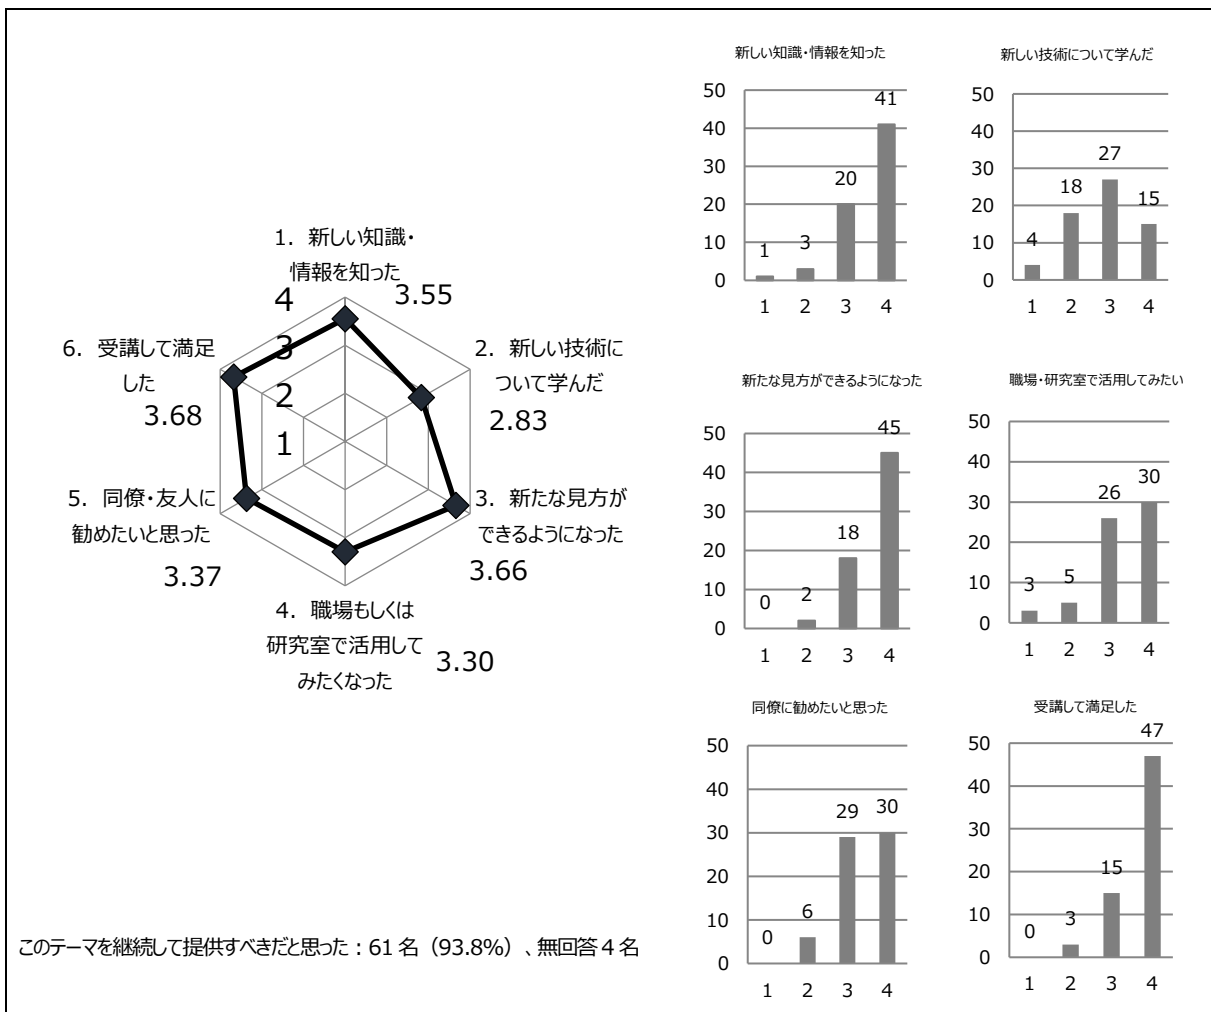 1. 新しい知識・
情報を知った
3.55
4
3
2
1
2. 新しい技術に
ついて学んだ
2.83
3. 新たな見方が
できるようになった
3.66
4. 職場もしくは
研究室で活用して
みたくなった
3.30
5. 同僚・友人に
勧めたいと思った
3.37
6. 受講して満足
した
3.68
このテーマを継続して提供すべきだと思った：61名（93.8%）、無回答4名
新しい知識・情報を知った
50
40
30
20
10
0
1
3
20
41
1 2 3 4
新しい技術について学んだ
50
40
30
20
10
0
4
18
27
15
1 2 3 4
新たな見方ができるようになった
50
40
30
20
10
0
0
2
18
45
1 2 3 4
職場・研究室で活用してみたい
50
40
30
20
10
0
3
5
26
30
1 2 3 4
同僚に勧めたいと思った
50
40
30
20
10
0
0
6
29
30
1 2 3 4
受講して満足した
50
40
30
20
10
0
0
3
15
47
1 2 3 4